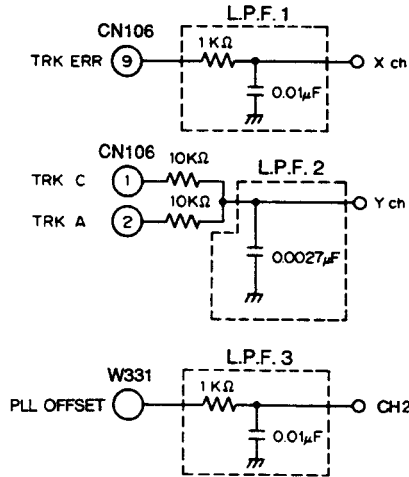 L.P.F. 1
CN106
1KΩ
TRK ERR 9 X ch
0.01μF
CN106
10KΩ
L.P.F. 2
TRK C 1
10KΩ
Y ch
TRK A 2
0.0027μF
L.P.F. 3
W331
1KΩ
PLL OFFSET CH2
0.01μF